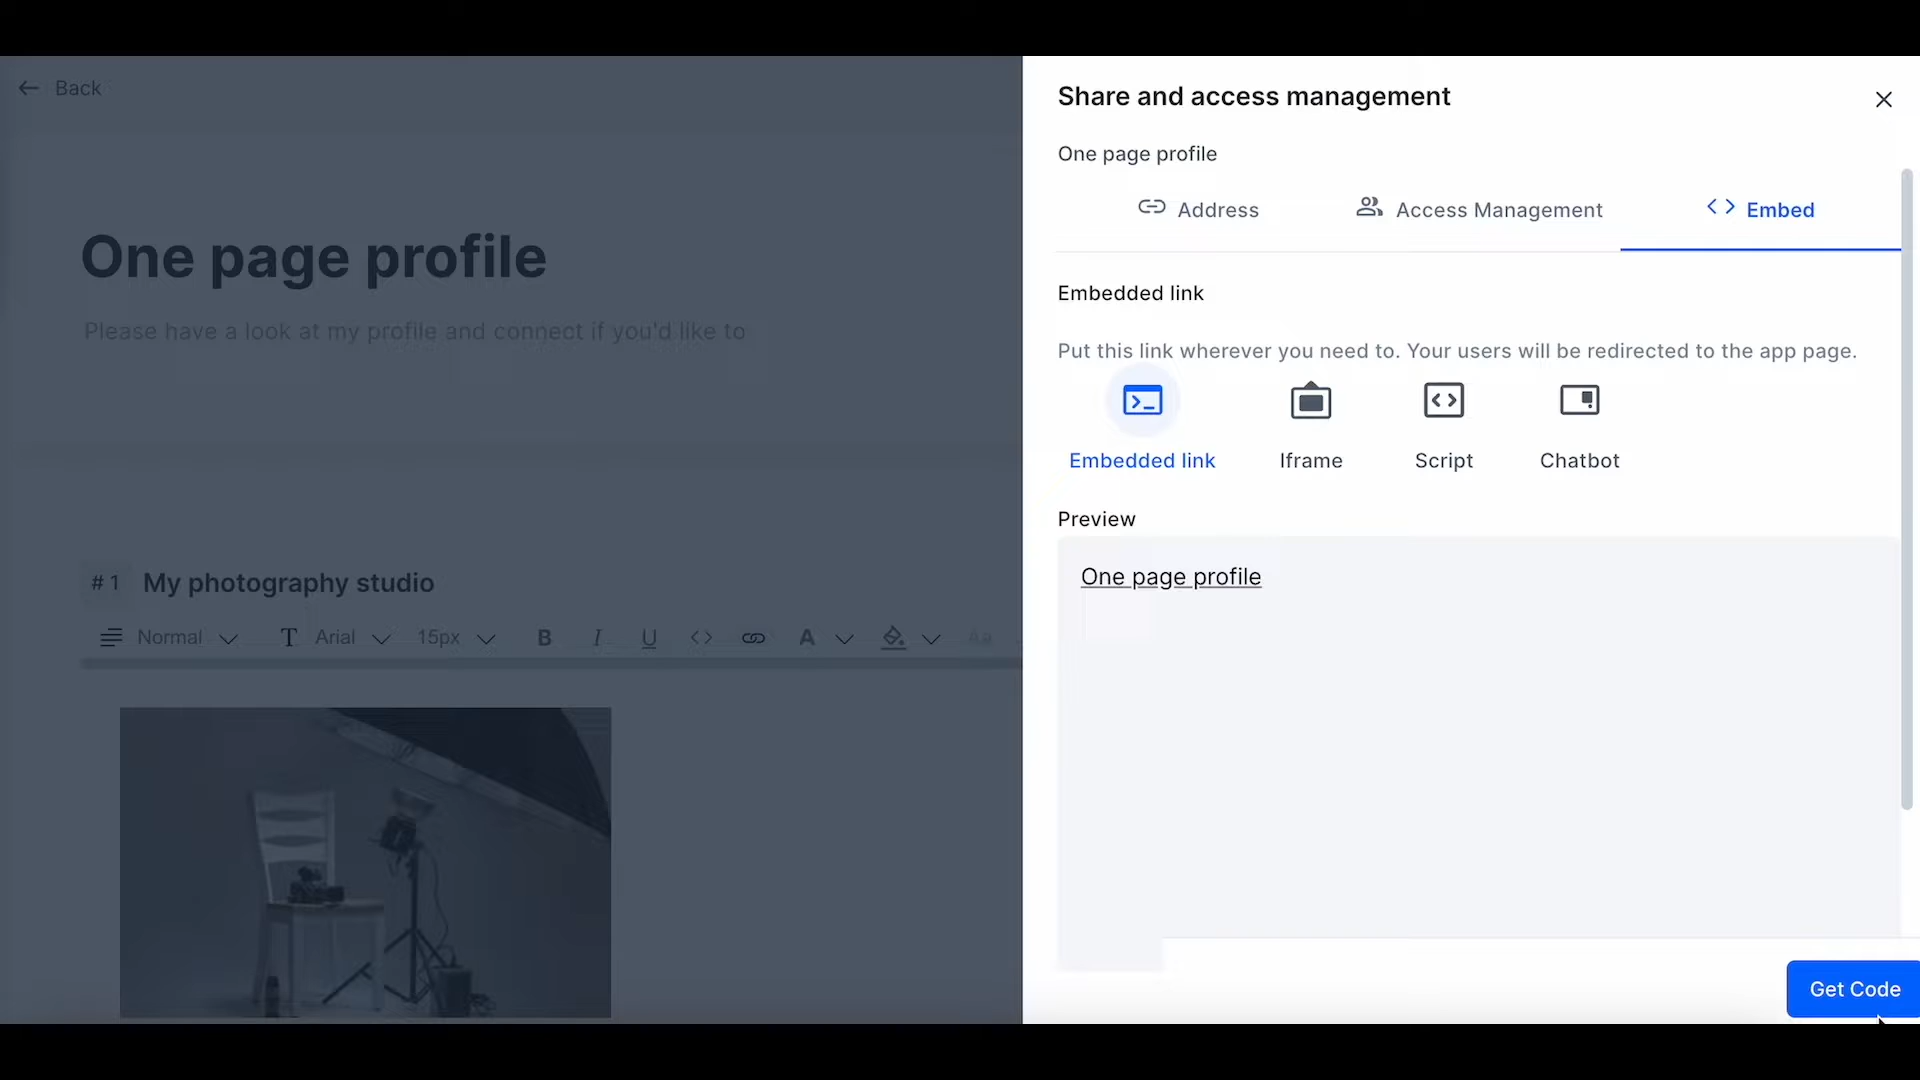 Back
One page profile
Please have a look at my profile and connect if you'd like to
# 1 My photography studio
Normal T Arial 15px B I U A Aa
Share and access management
One page profile
Address Access Management Embed
Embedded link
Put this link wherever you need to. Your users will be redirected to the app page.
Embedded link Iframe Script Chatbot
Preview
One page profile
Get Code